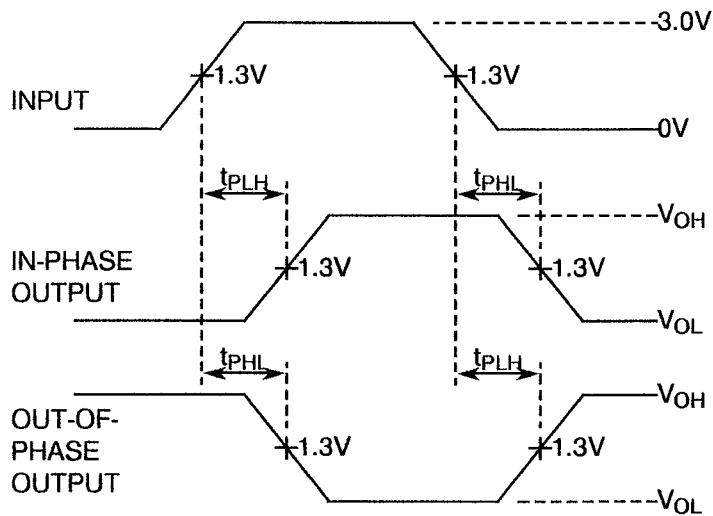 3.0V
1.3V 1.3V
INPUT
0V
tPLH tPHL
VOH
IN-PHASE
OUTPUT
1.3V 1.3V
VOL
tPHL tPLH
VOH
OUT-OF-
PHASE
OUTPUT
1.3V 1.3V
VOL